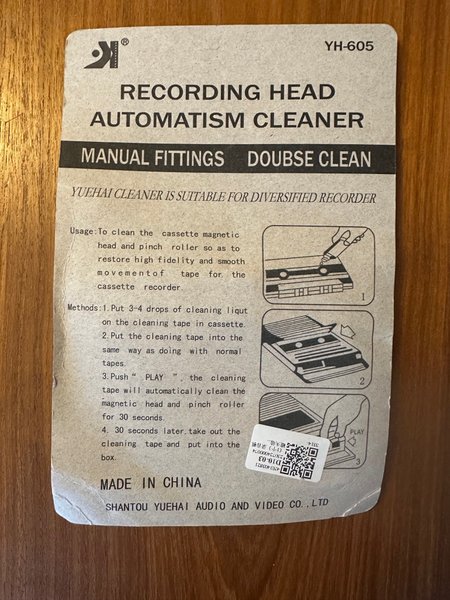 YH-605
RECORDING HEAD
AUTOMATISM CLEANER
MANUAL FITTINGS DOUBSE CLEAN
YUEHAI CLEANER IS SUITABLE FOR DIVERSIFIED RECORDER
Usage:To clean the cassette magnetic
head and pinch roller so as to
restore high fidelity and smooth
movementof tape for the
cassette recorder.
Methods:1.Put 3-4 drops of cleaning liqut
on the cleaning tape in cassette.
2.Put the cleaning tape into the
same way as doing with normal
tapes.
3.Push" PLAY ", the cleaning
tape will automatically clean the
magnetic head and pinch roller
for 30 seconds.
4. 30 seconds later,take out the
cleaning tape and put into the
box.
1
2
PLAY
3
D10-03
MADE IN CHINA
SHANTOU YUEHAI AUDIO AND VIDEO CO.,LTD